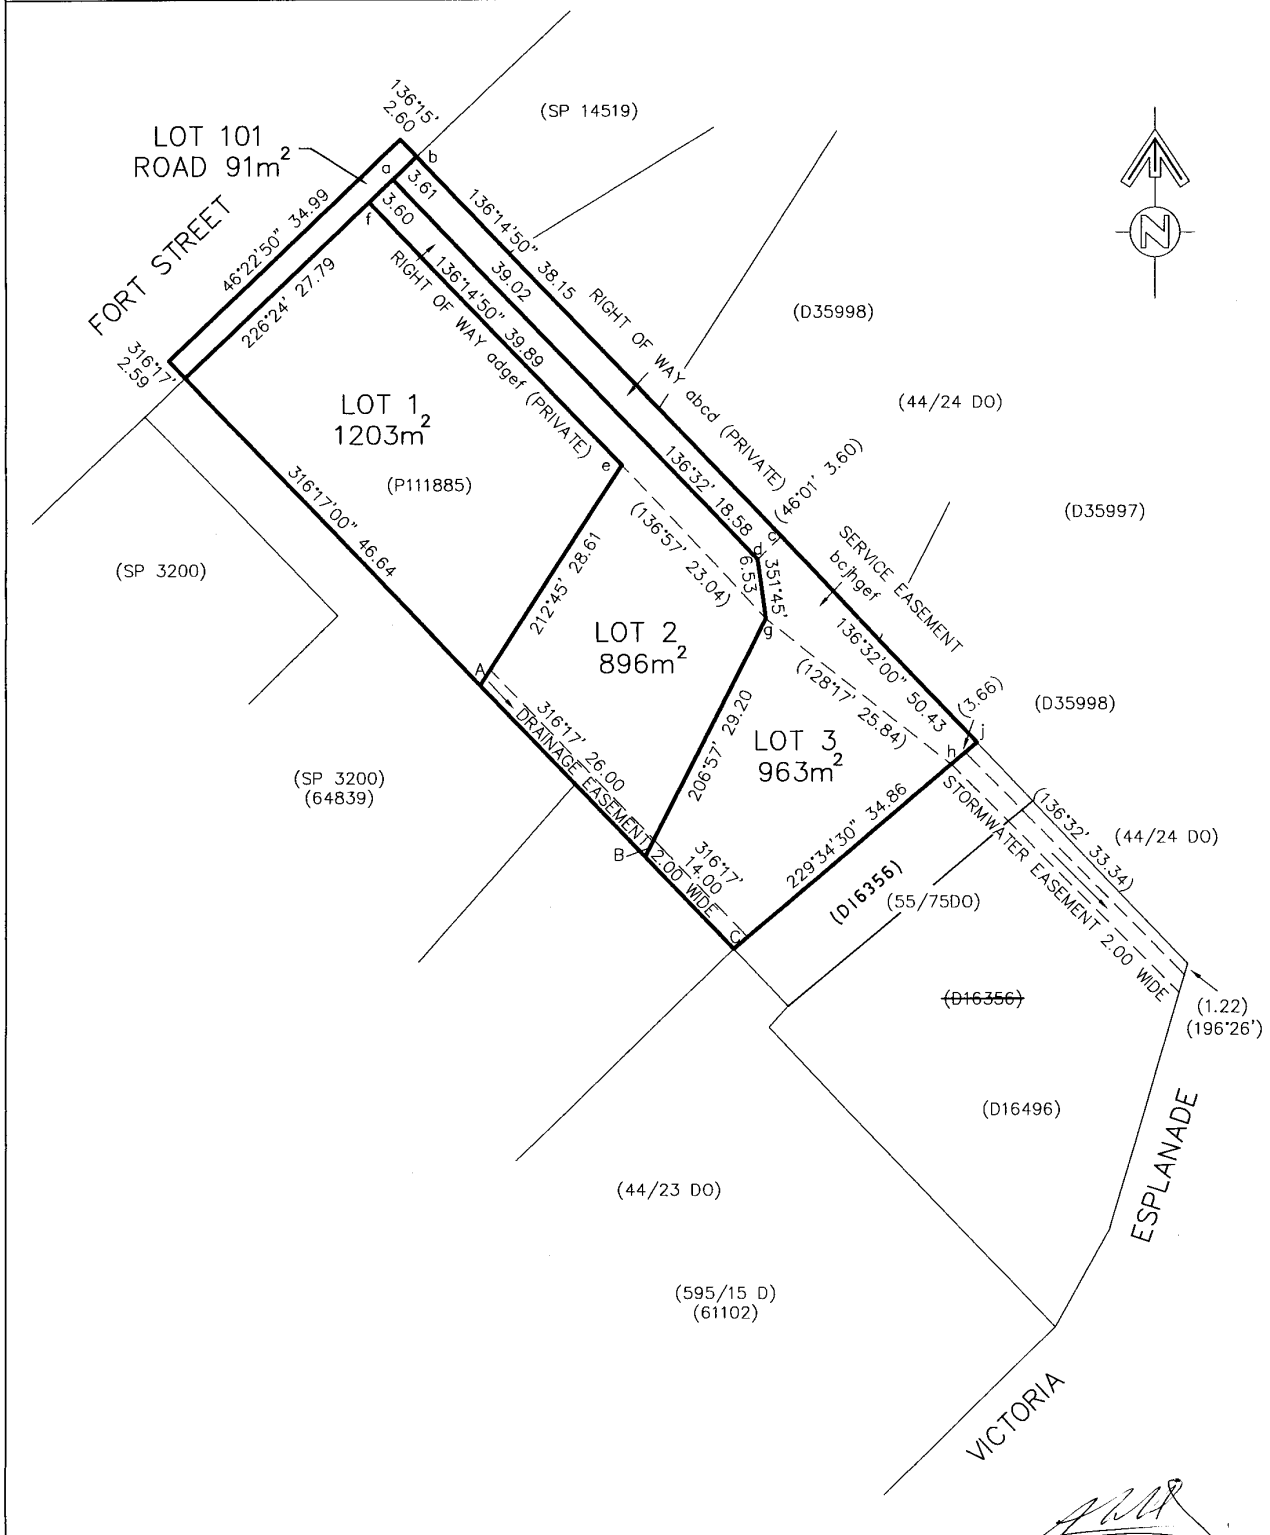 136°15'
2.60
(SP 14519)
LOT 101
ROAD 91m²
a
b
3.61
3.60
f
46°22'50" 34.99
FORT STREET
226°24' 27.79
316°17'
2.59
136°14'50" 38.15
39.02
RIGHT OF WAY adgef (PRIVATE)
136°14'50" 39.89
RIGHT OF WAY abcd (PRIVATE)
N
(D35998)
(44/24 DO)
LOT 1
1203m²
(P111885)
e
136°32' 18.58
(46°01' 3.60)
c
d
(D35997)
SERVICE EASEMENT
bcjhgef
316°17'00" 46.64
(SP 3200)
(136°57' 23.04)
351°45'
6.53
g
212°45' 28.61
LOT 2
896m²
136°32'00" 50.43
(128°17' 25.84)
(3.66)
j
h
(D35998)
A
316°17' 26.00
DRAINAGE EASEMENT 2.00 WIDE
206°57' 29.20
LOT 3
963m²
(SP 3200)
(64839)
B
316°17'
14.00
229°34'30" 34.86
STORMWATER EASEMENT 2.00 WIDE
(136°32' 33.34)
(44/24 DO)
(D16356)
(55/75DO)
C
(D16356)
(1.22)
(196°26')
(D16496)
(44/23 DO)
(595/15 D)
(61102)
VICTORIA
ESPLANADE